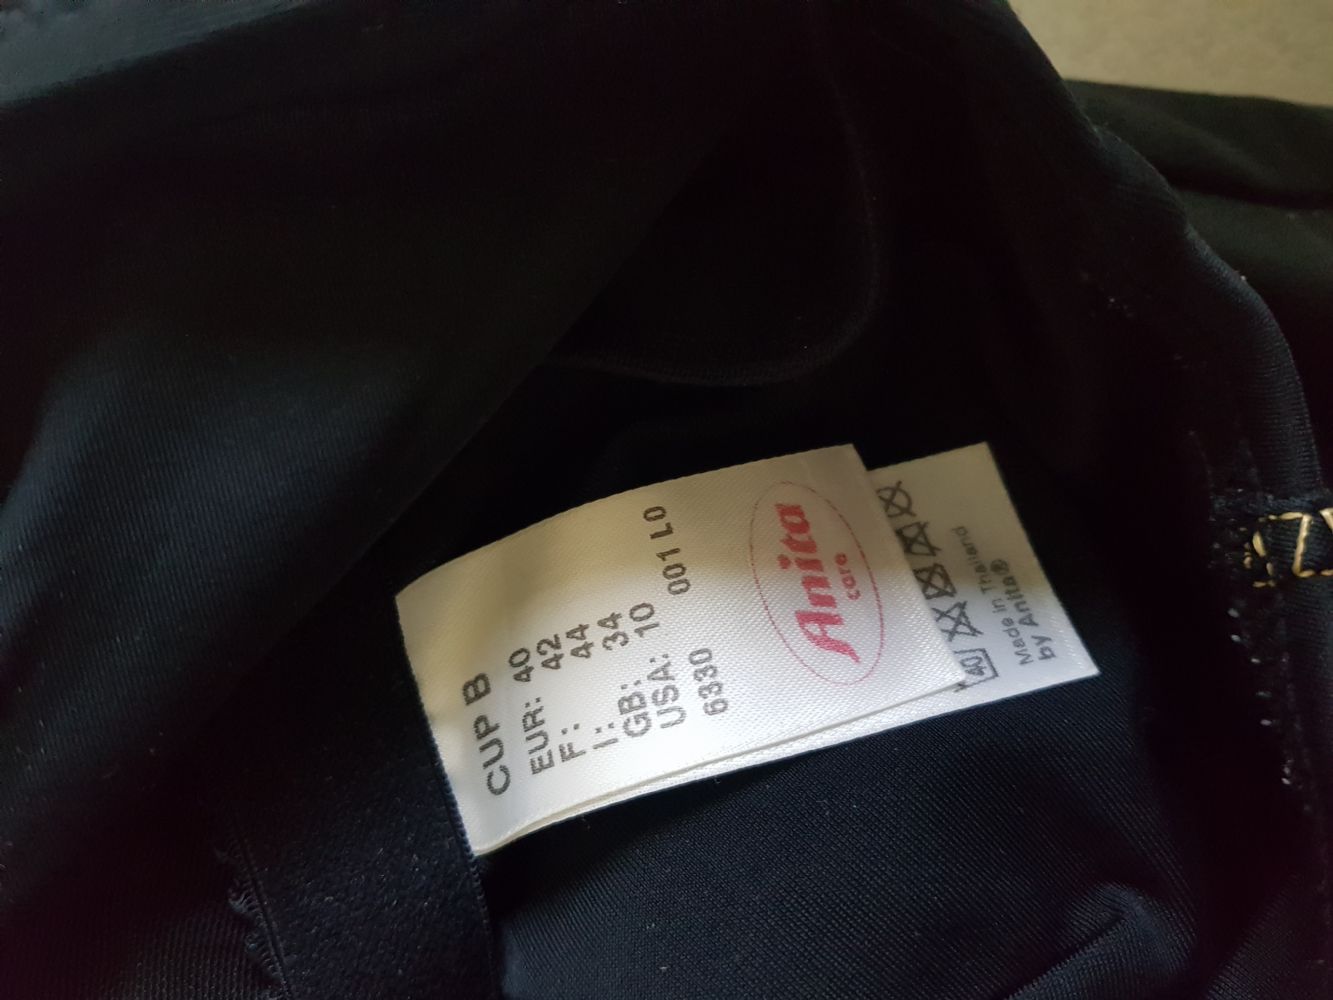 CUP B
EUR: 40
F: 42
I: 44
GB: 34
USA: 10
6330 001 L0
Anita
care
40
Made in Thailand
by Anita®